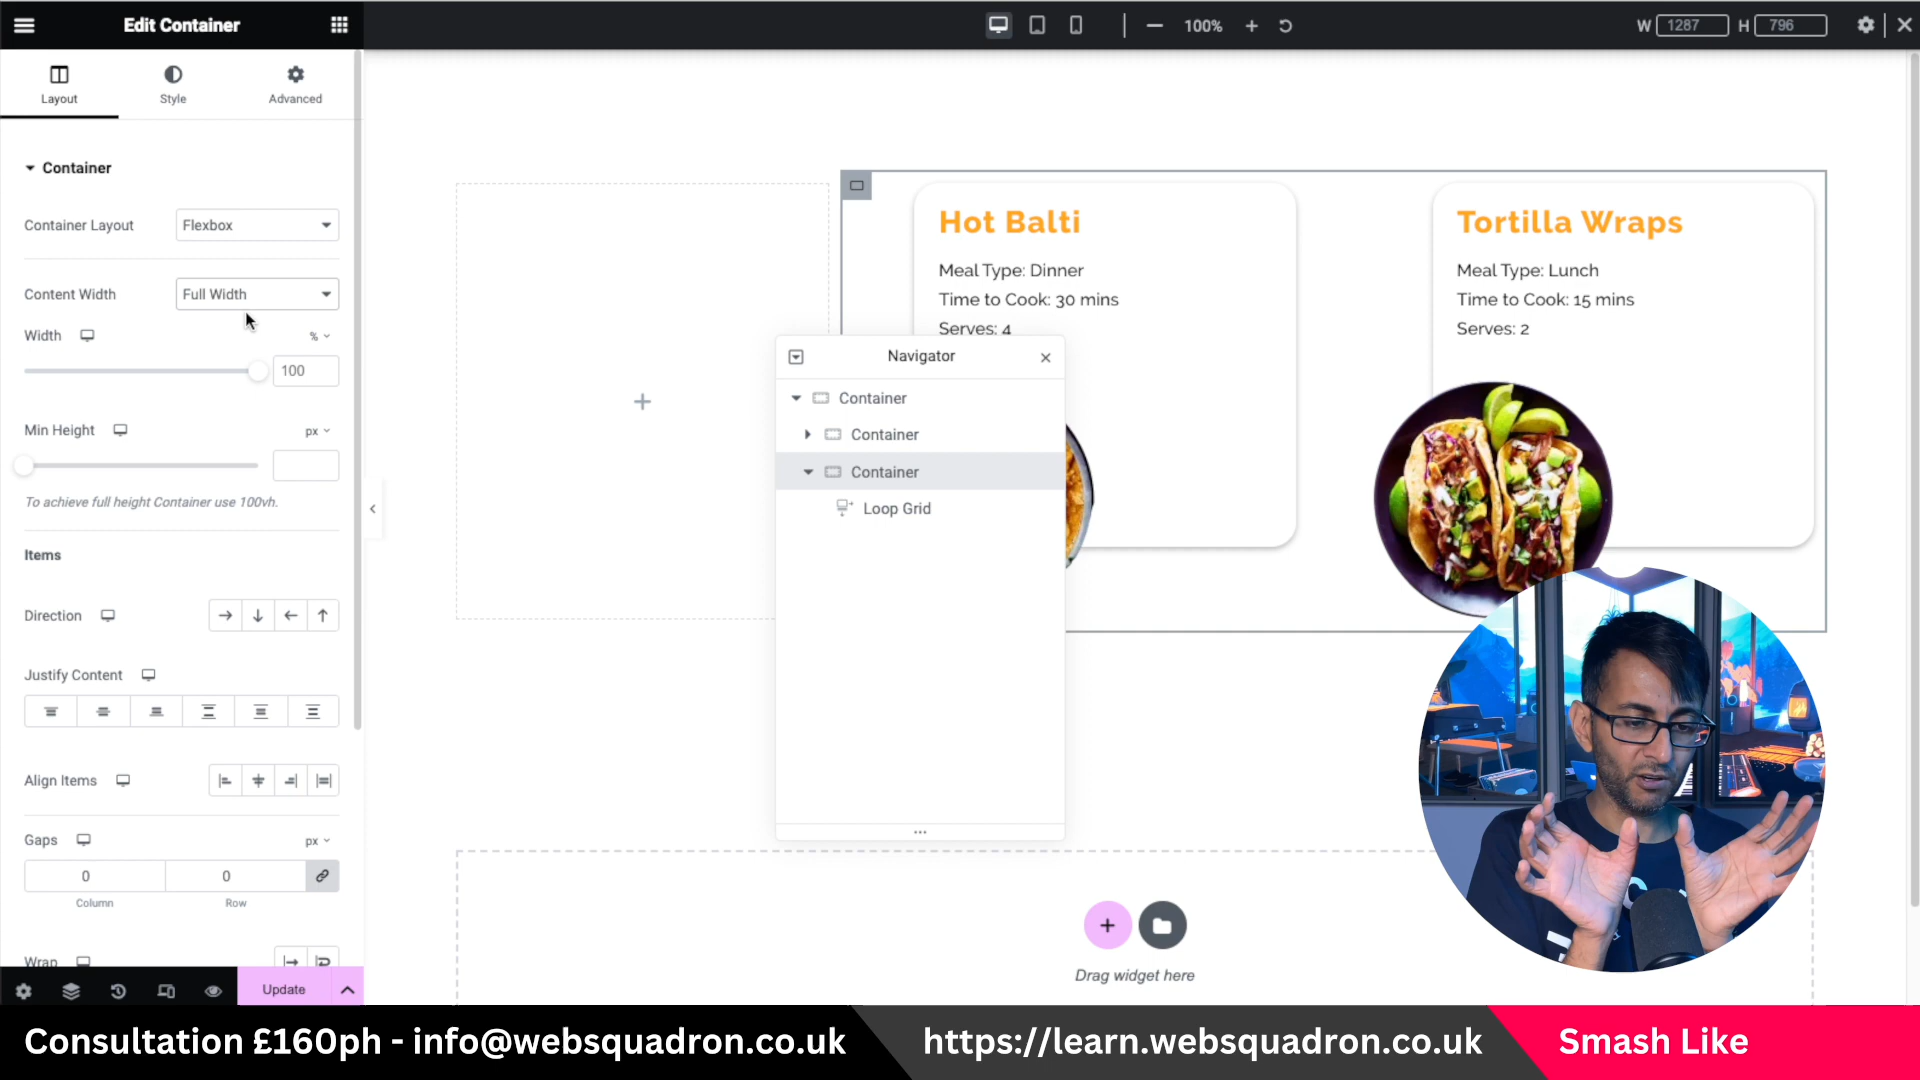 Edit Container
100%
W 1287 H 796
Layout
Style
Advanced
Container
Container Layout
Flexbox
Content Width
Full Width
Width
%
100
Min Height
px
To achieve full height Container use 100vh.
Items
Direction
Justify Content
Align Items
Gaps
px
0
0
Column
Row
Wrap
Update
Hot Balti
Meal Type: Dinner
Time to Cook: 30 mins
Serves: 4
Tortilla Wraps
Meal Type: Lunch
Time to Cook: 15 mins
Serves: 2
Navigator
Container
Container
Container
Loop Grid
Drag widget here
Consultation £160ph - info@websquadron.co.uk
https://learn.websquadron.co.uk
Smash Like